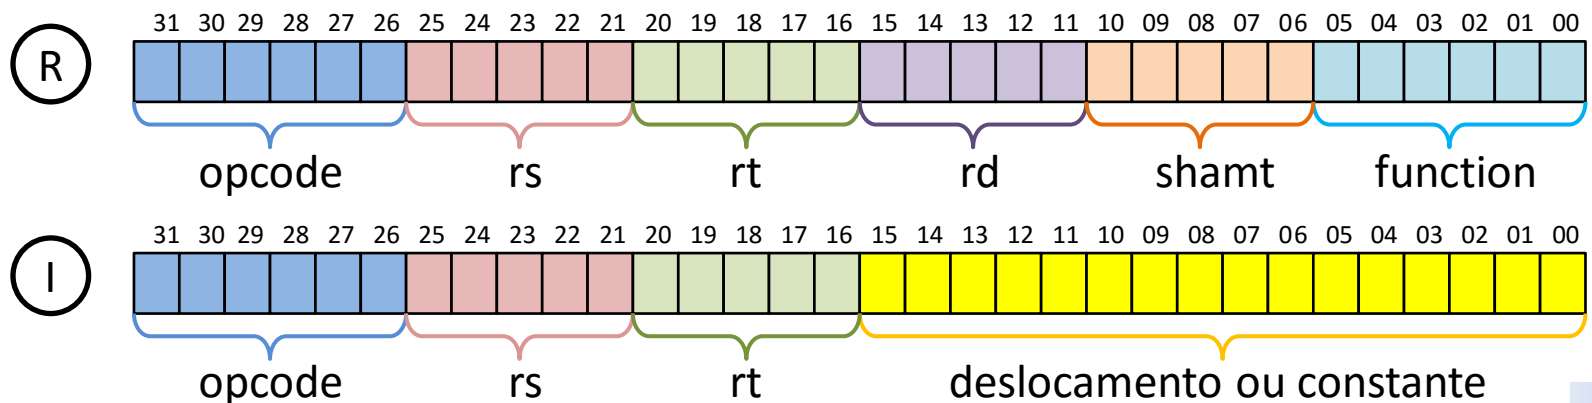 31 30 29 28 27 26 25 24 23 22 21 20 19 18 17 16 15 14 13 12 11 10 09 08 07 06 05 04 03 02 01 00
R
opcode rs rt rd shamt function
31 30 29 28 27 26 25 24 23 22 21 20 19 18 17 16 15 14 13 12 11 10 09 08 07 06 05 04 03 02 01 00
I
opcode rs rt deslocamento ou constante